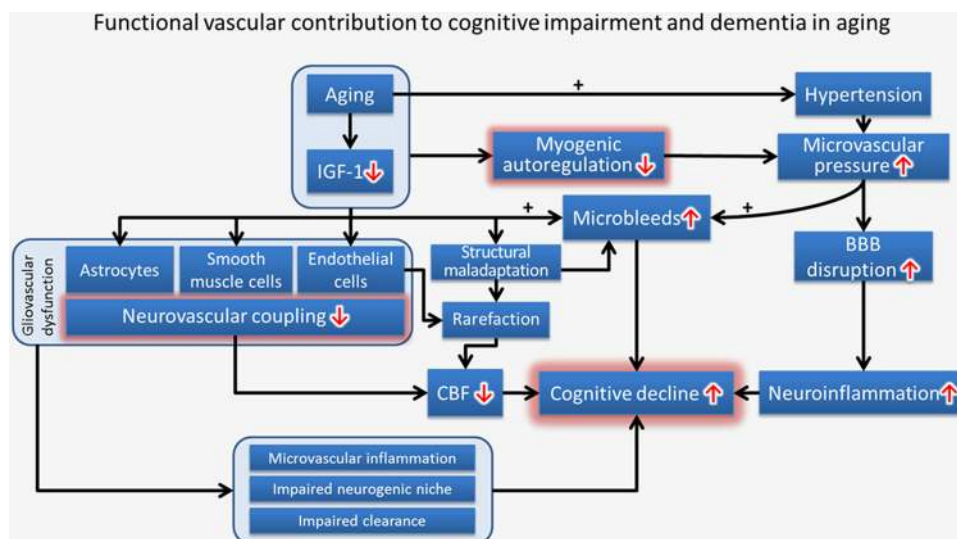 Functional vascular contribution to cognitive impairment and dementia in aging
Aging
+
Hypertension
IGF-1
Myogenic
autoregulation
Microvascular
pressure
+
Microbleeds
+
Astrocytes
Smooth
muscle cells
Endothelial
cells
Structural
maladaptation
BBB
disruption
Gliovascular
dysfunction
Neurovascular coupling
Rarefaction
CBF
Cognitive decline
Neuroinflammation
Microvascular inflammation
Impaired neurogenic niche
Impaired clearance